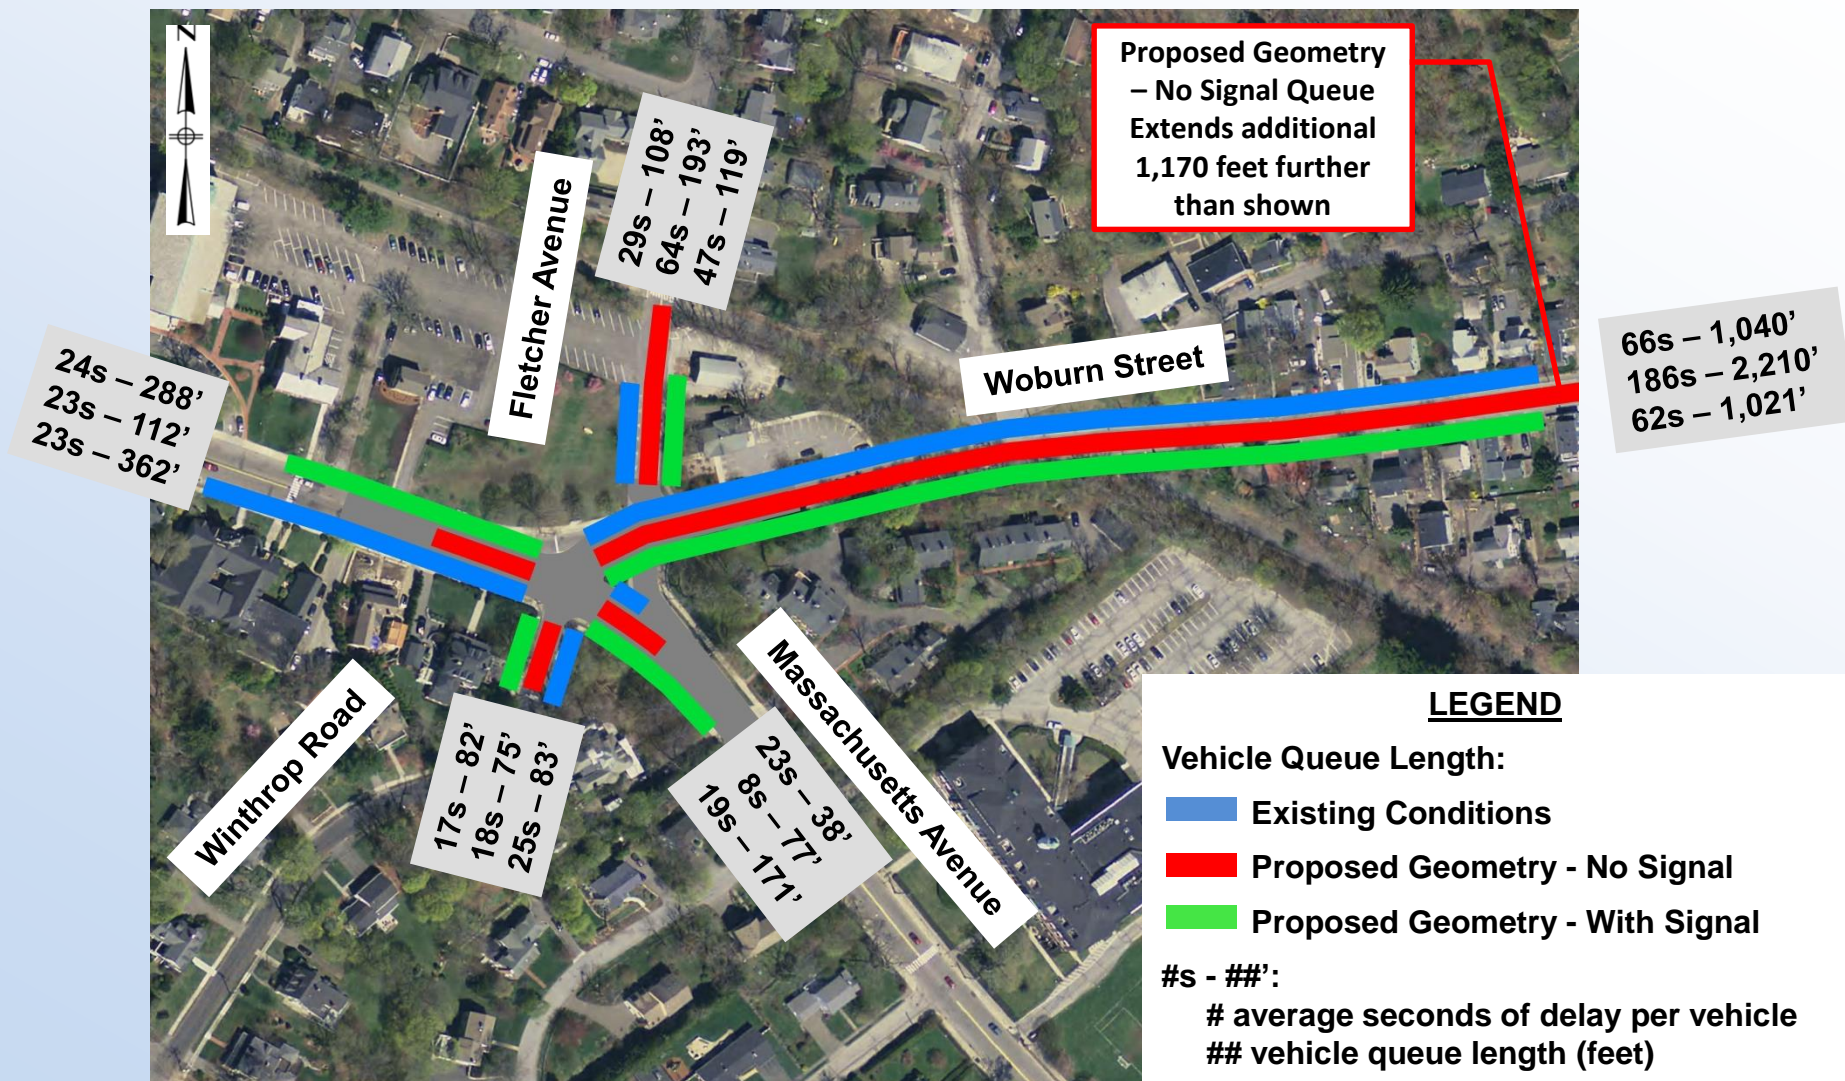 N
Proposed Geometry
– No Signal Queue
Extends additional
1,170 feet further
than shown
29s – 108’
64s – 193’
47s – 119’
Fletcher Avenue
Woburn Street
66s – 1,040’
186s – 2,210’
62s – 1,021’
24s – 288’
23s – 112’
23s – 362’
Winthrop Road
17s – 82’
18s – 75’
25s – 83’
23s – 38’
8s – 77’
19s – 171’
Massachusetts Avenue
LEGEND
Vehicle Queue Length:
Existing Conditions
Proposed Geometry - No Signal
Proposed Geometry - With Signal
#s - ##’:
# average seconds of delay per vehicle
## vehicle queue length (feet)